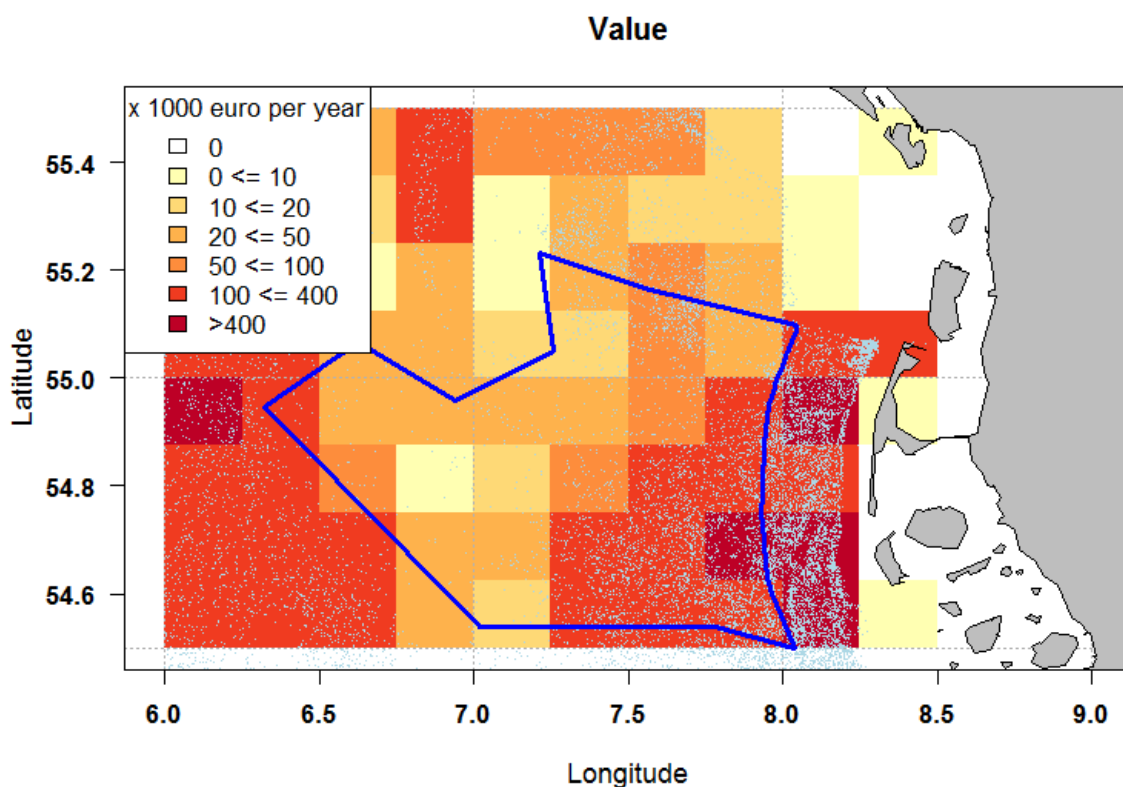 Value
x 1000 euro per year
0
0 <= 10
10 <= 20
20 <= 50
50 <= 100
100 <= 400
>400
Latitude
55.4
55.2
55.0
54.8
54.6
6.0 6.5 7.0 7.5 8.0 8.5 9.0
Longitude